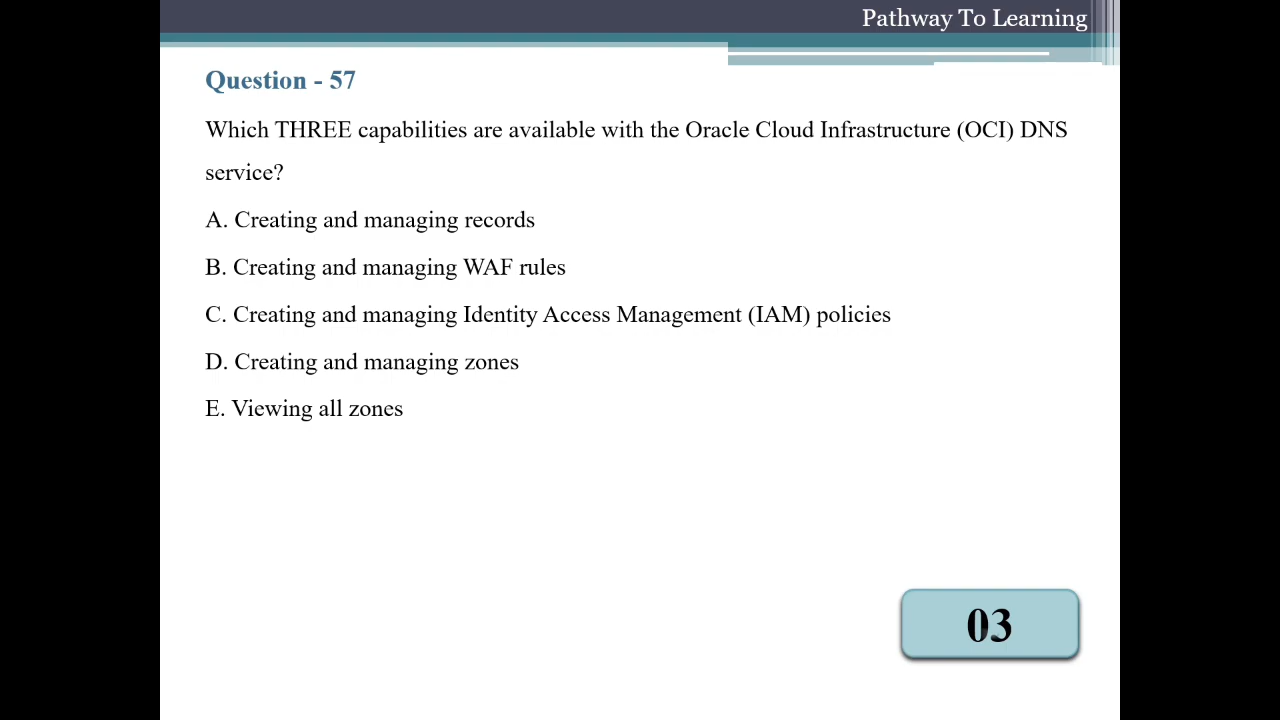 Pathway To Learning
Question - 57
Which THREE capabilities are available with the Oracle Cloud Infrastructure (OCI) DNS
service?
A. Creating and managing records
B. Creating and managing WAF rules
C. Creating and managing Identity Access Management (IAM) policies
D. Creating and managing zones
E. Viewing all zones
03